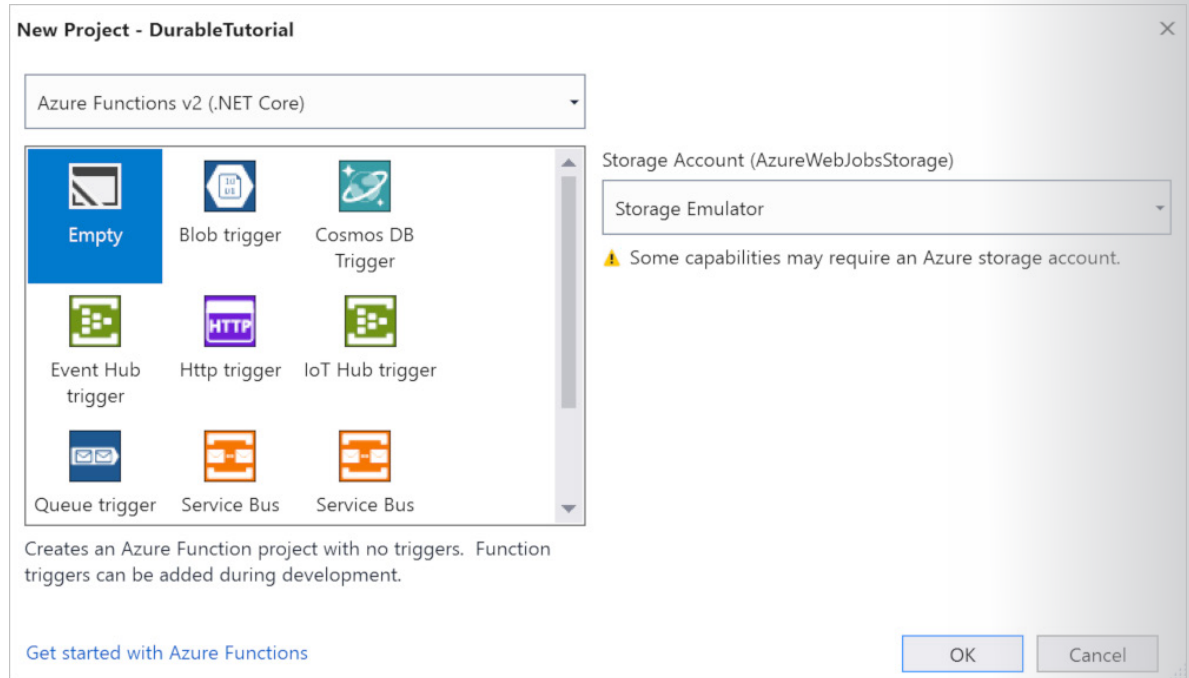 New Project - DurableTutorial
Azure Functions v2 (.NET Core)
Storage Account (AzureWebJobsStorage)
Storage Emulator
Some capabilities may require an Azure storage account.
Empty
Blob trigger
Cosmos DB
Trigger
HTTP
Event Hub
trigger
Http trigger
IoT Hub trigger
Queue trigger
Service Bus
Service Bus
Creates an Azure Function project with no triggers. Function
triggers can be added during development.
Get started with Azure Functions
OK
Cancel